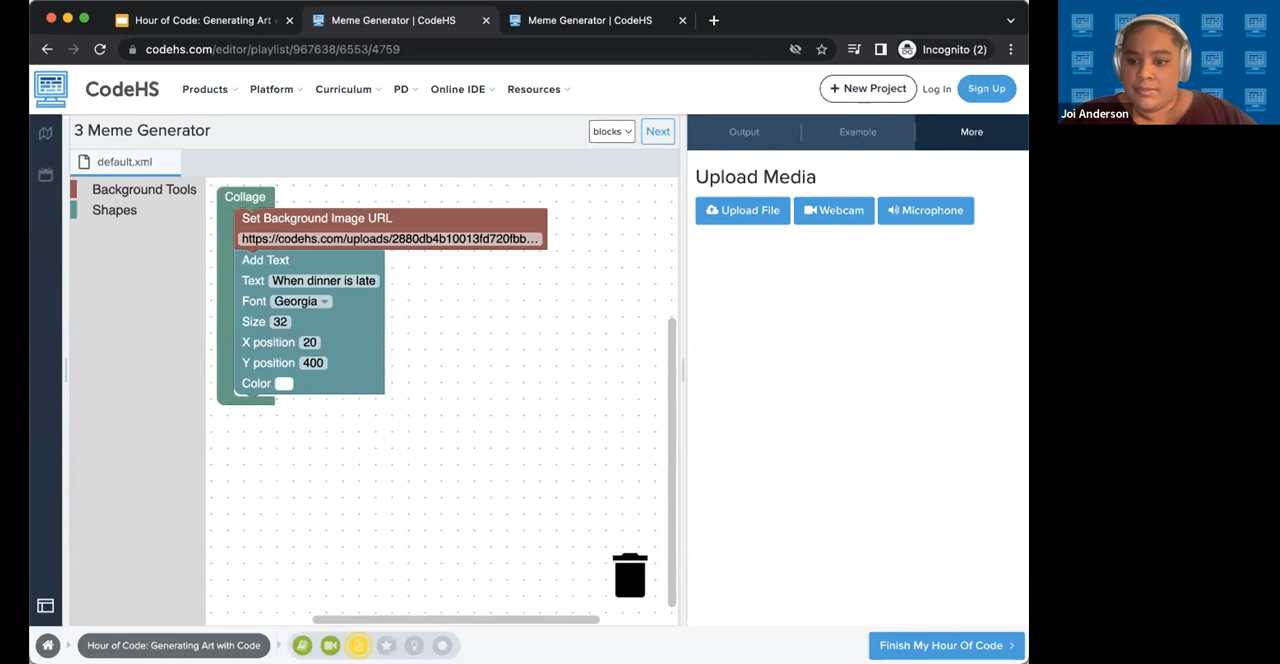 Hour of Code: Generating Art
Meme Generator | CodeHS
Meme Generator | CodeHS
codehs.com/editor/playlist/967638/6553/4759
Incognito (2)
CodeHS
Products
Platform
Curriculum
PD
Online IDE
Resources
+ New Project
Log In
Sign Up
Joi Anderson
3 Meme Generator
blocks
Next
Output
Example
More
default.xml
Background Tools
Shapes
Collage
Set Background Image URL
https://codehs.com/uploads/2880db4b10013fd720fbb...
Add Text
Text When dinner is late
Font Georgia
Size 32
X position 20
Y position 400
Color
Upload Media
Upload File
Webcam
Microphone
Hour of Code: Generating Art with Code
Finish My Hour Of Code >